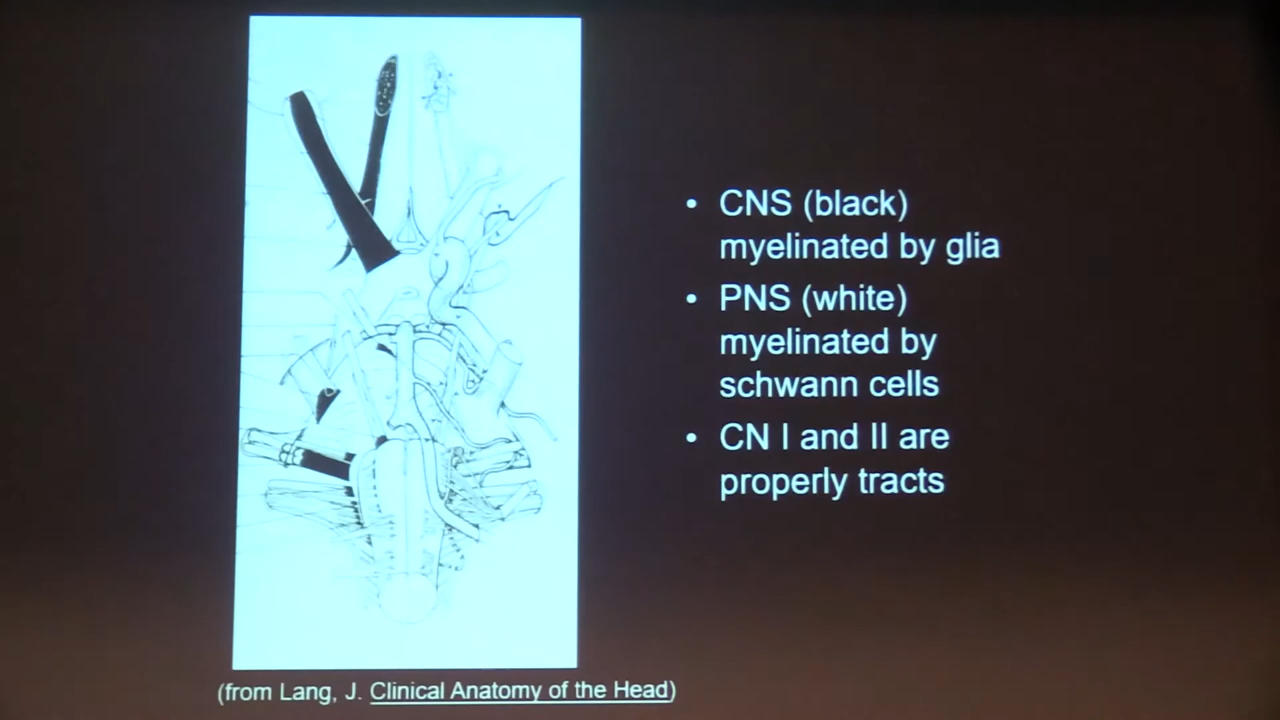 • CNS (black)
myelinated by glia
• PNS (white)
myelinated by
schwann cells
• CN I and II are
properly tracts
(from Lang, J. Clinical Anatomy of the Head)